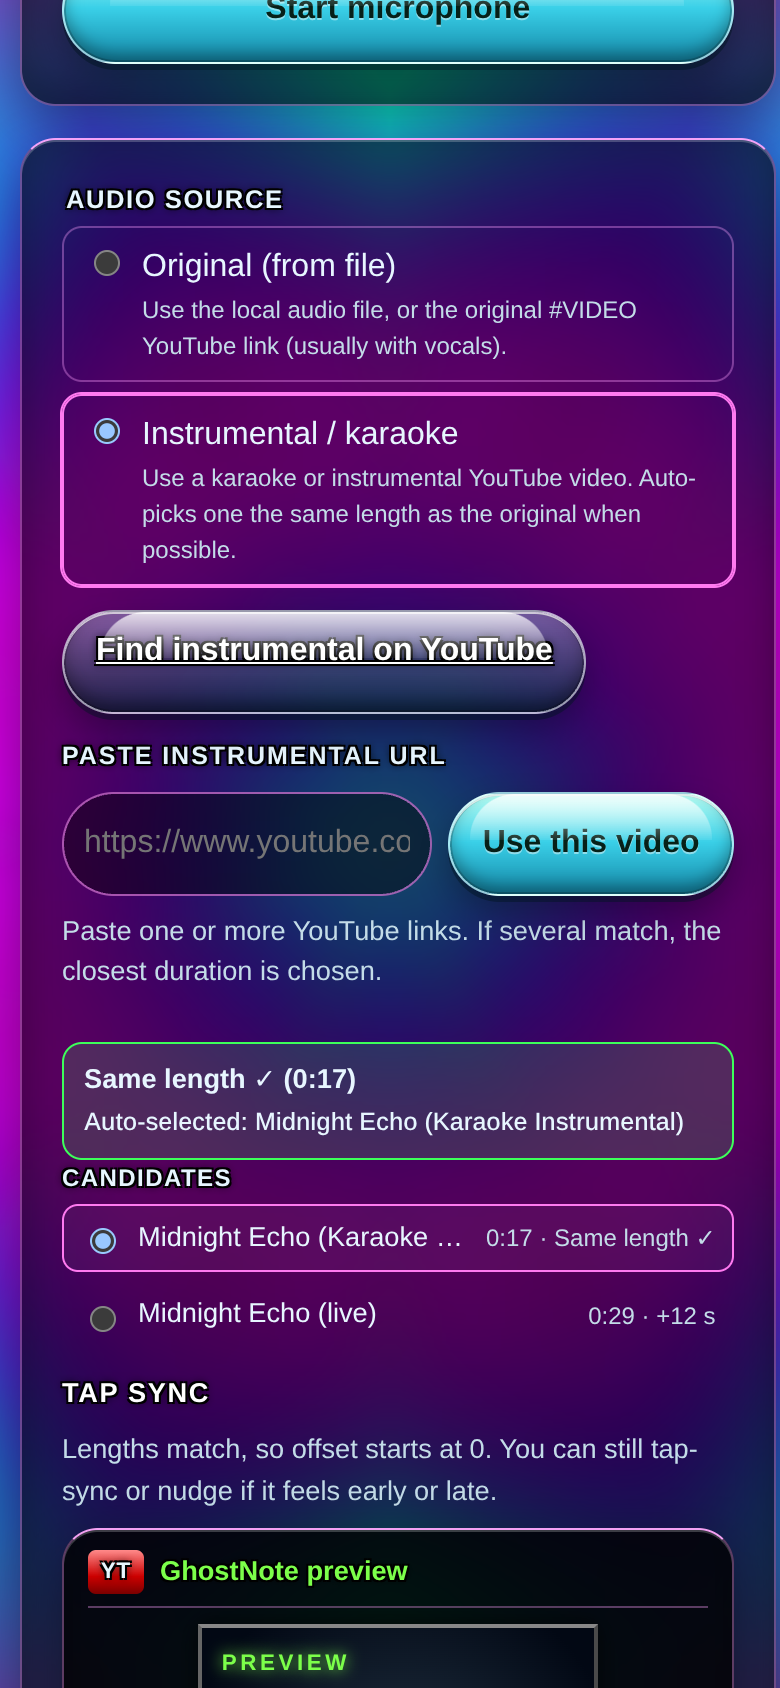 Start microphone
AUDIO SOURCE
Original (from file)
Use the local audio file, or the original #VIDEO
YouTube link (usually with vocals).
Instrumental / karaoke
Use a karaoke or instrumental YouTube video. Auto-
picks one the same length as the original when
possible.
Find instrumental on YouTube
PASTE INSTRUMENTAL URL
https://www.youtube.co
Use this video
Paste one or more YouTube links. If several match, the
closest duration is chosen.
Same length ✓ (0:17)
Auto-selected: Midnight Echo (Karaoke Instrumental)
CANDIDATES
Midnight Echo (Karaoke … 0:17 · Same length ✓
Midnight Echo (live) 0:29 · +12 s
TAP SYNC
Lengths match, so offset starts at 0. You can still tap-
sync or nudge if it feels early or late.
YT GhostNote preview
PREVIEW